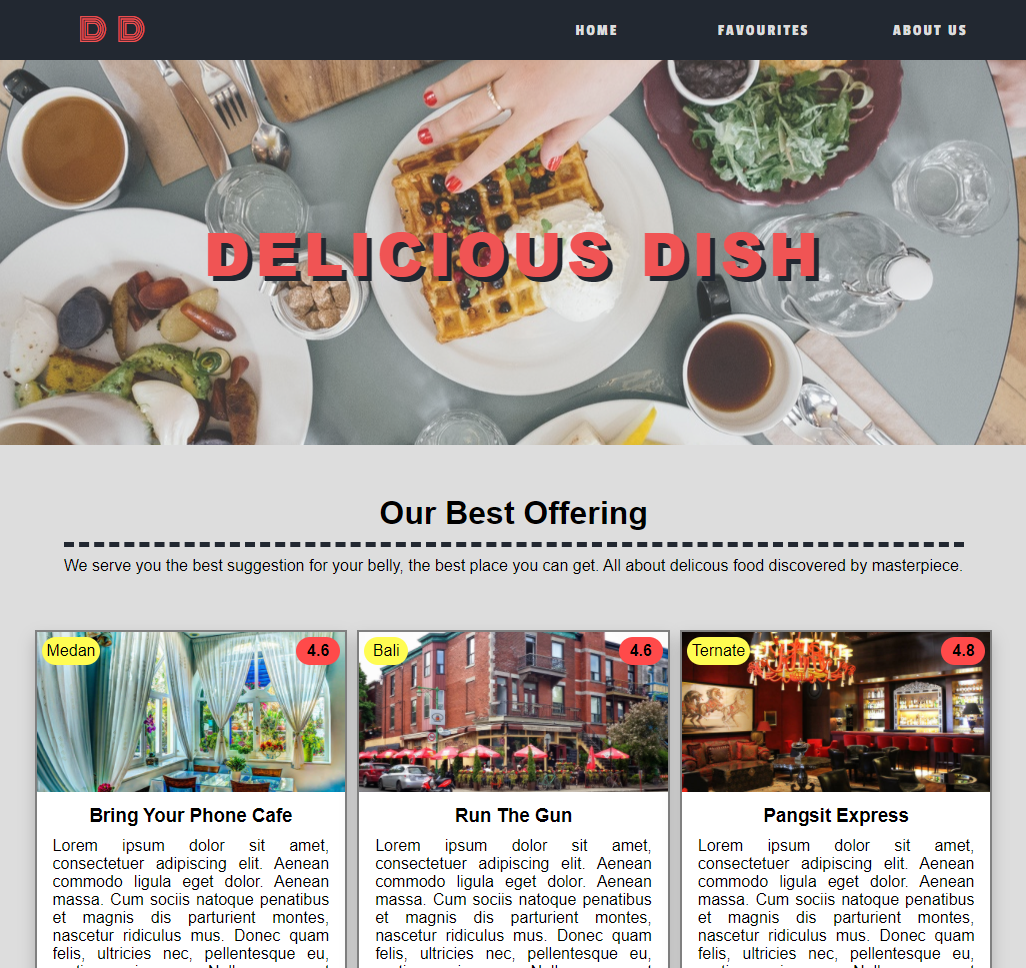 D D
HOME FAVOURITES ABOUT US
DELICIOUS DISH
Our Best Offering
We serve you the best suggestion for your belly, the best place you can get. All about delicous food discovered by masterpiece.
Medan
4.6
Bring Your Phone Cafe
Lorem ipsum dolor sit amet,
consectetuer adipiscing elit. Aenean
commodo ligula eget dolor. Aenean
massa. Cum sociis natoque penatibus
et magnis dis parturient montes,
nascetur ridiculus mus. Donec quam
felis, ultricies nec, pellentesque eu,
Bali
4.6
Run The Gun
Lorem ipsum dolor sit amet,
consectetuer adipiscing elit. Aenean
commodo ligula eget dolor. Aenean
massa. Cum sociis natoque penatibus
et magnis dis parturient montes,
nascetur ridiculus mus. Donec quam
felis, ultricies nec, pellentesque eu,
Ternate
4.8
Pangsit Express
Lorem ipsum dolor sit amet,
consectetuer adipiscing elit. Aenean
commodo ligula eget dolor. Aenean
massa. Cum sociis natoque penatibus
et magnis dis parturient montes,
nascetur ridiculus mus. Donec quam
felis, ultricies nec, pellentesque eu,